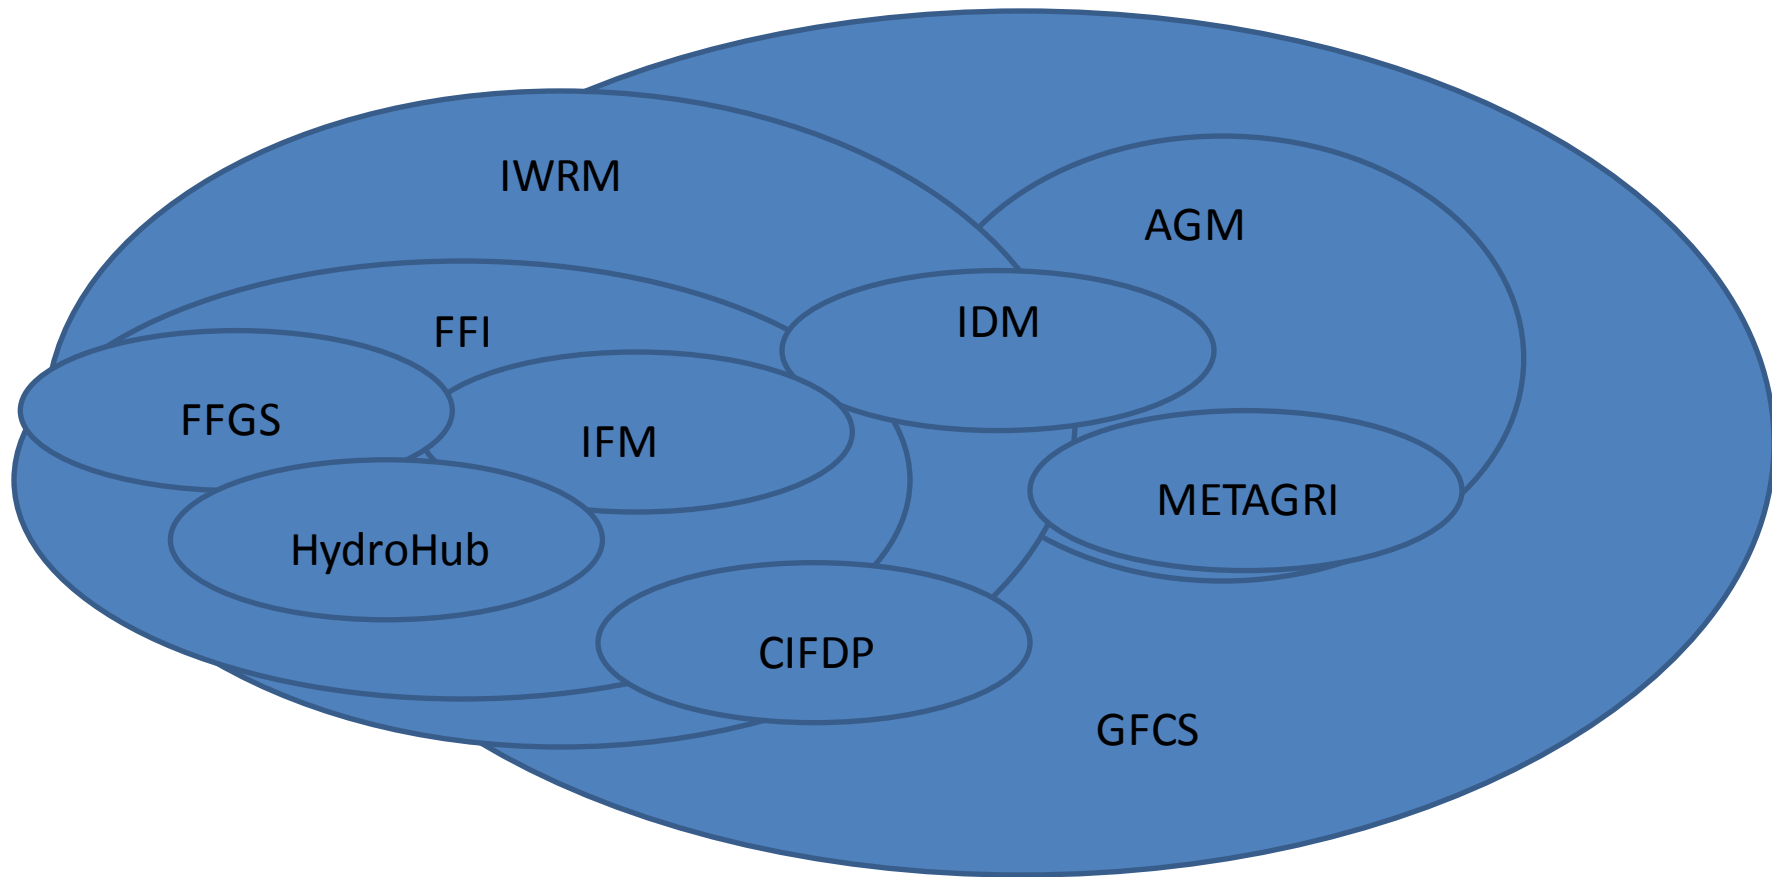 IWRM
AGM
FFI
IDM
FFGS
IFM
METAGRI
HydroHub
CIFDP
GFCS